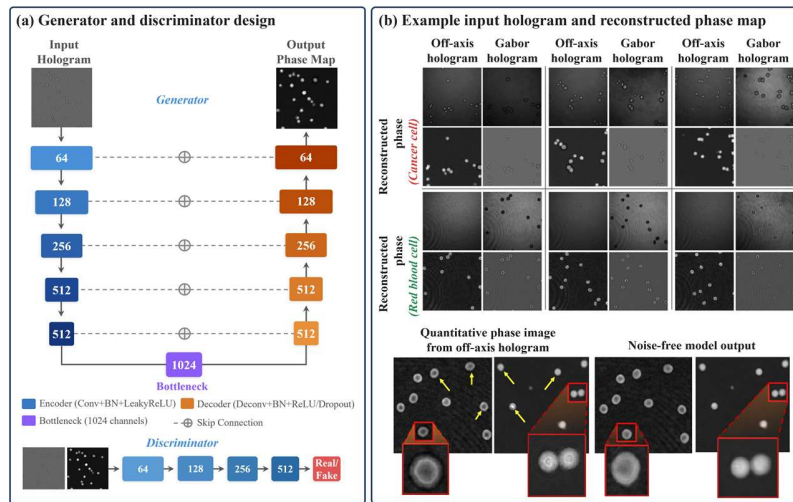 (a) Generator and discriminator design
Input
Hologram
Output
Phase Map
Generator
64
64
128
128
256
256
512
512
512
512
1024
Bottleneck
Encoder (Conv+BN+LeakyReLU)
Decoder (Deconv+BN+ReLU/Dropout)
Bottleneck (1024 channels)
Skip Connection
Discriminator
64
128
256
512
Real/
Fake
(b) Example input hologram and reconstructed phase map
Off-axis
hologram
Gabor
hologram
Off-axis
hologram
Gabor
hologram
Off-axis
hologram
Gabor
hologram
Reconstructed phase
(Cancer cell)
Reconstructed phase
(Red blood cell)
Quantitative phase image
from off-axis hologram
Noise-free model output